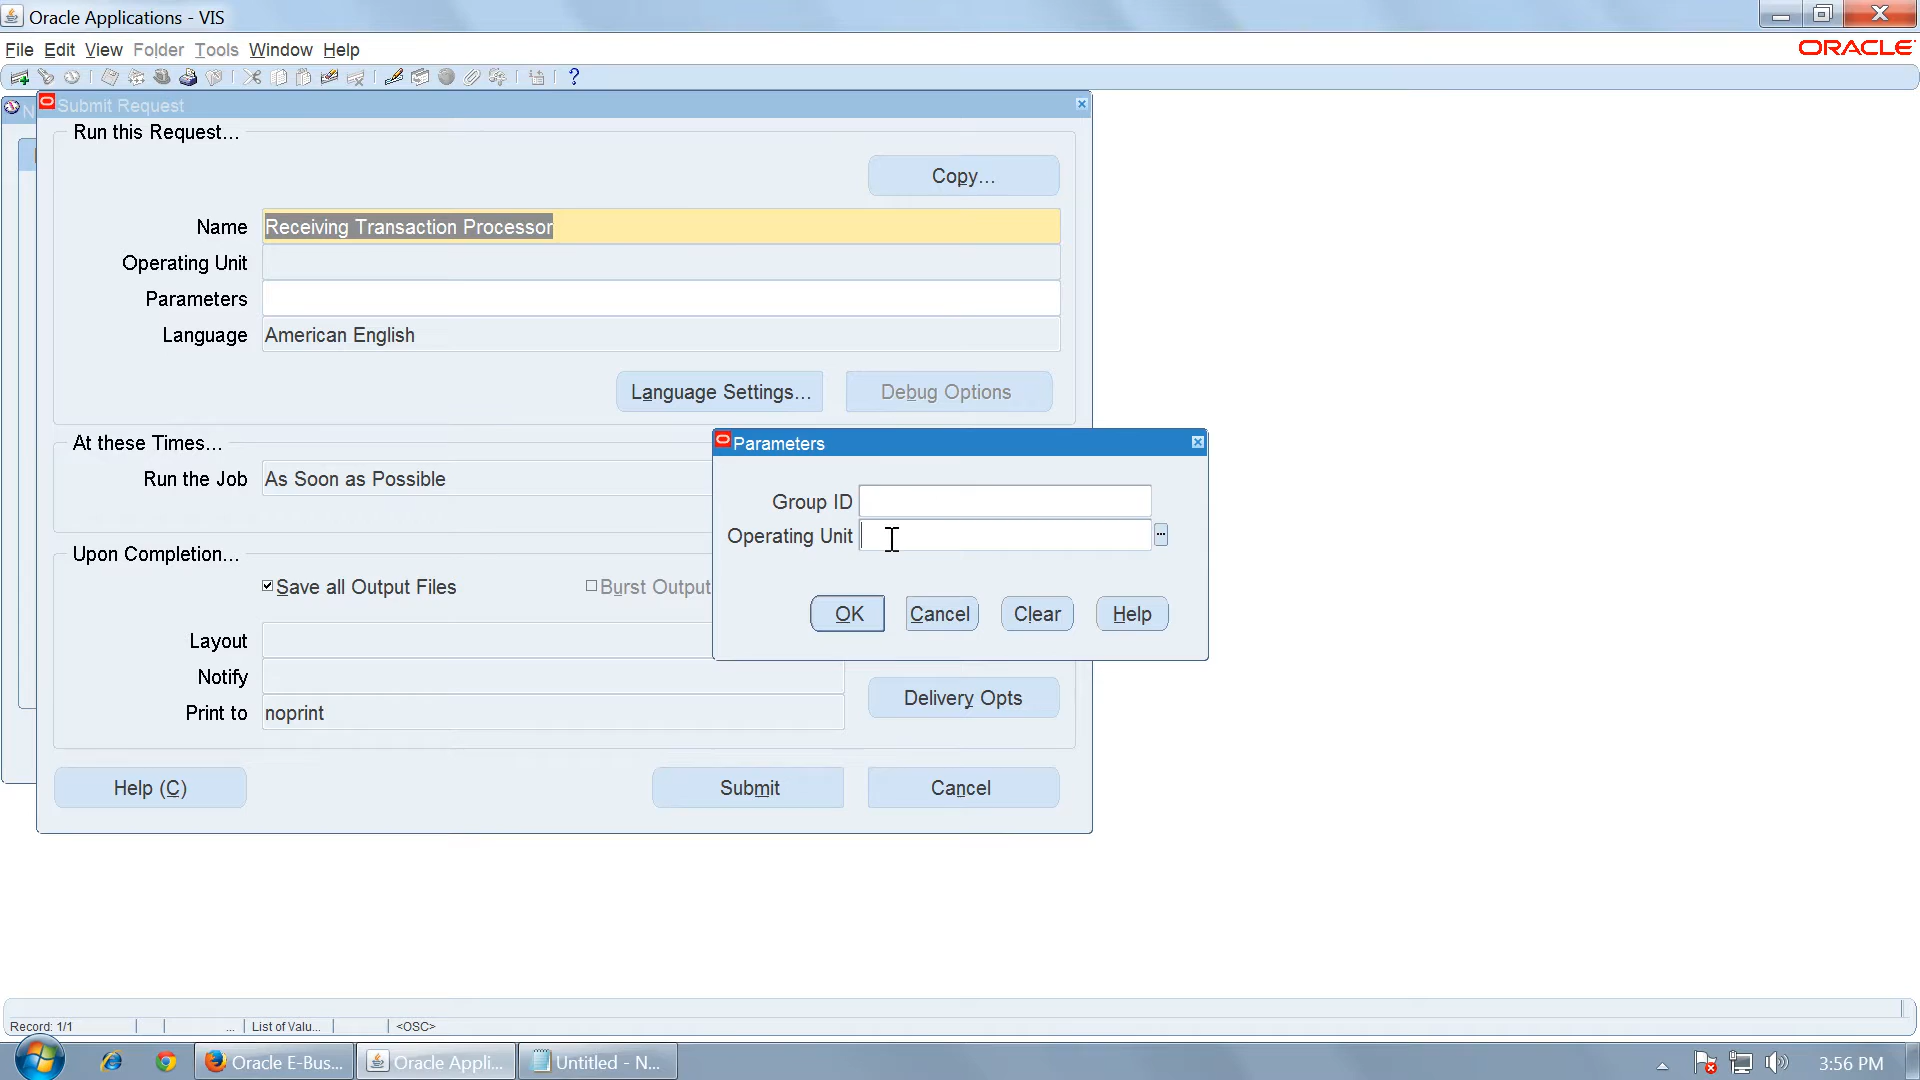 Oracle Applications - VIS
File Edit View Folder Tools Window Help
ORACLE
Submit Request
Run this Request...
Copy...
Name Receiving Transaction Processor
Operating Unit
Parameters
Language American English
Language Settings... Debug Options
At these Times...
Run the Job As Soon as Possible
Parameters
Group ID
Operating Unit
OK Cancel Clear Help
Upon Completion...
Save all Output Files Burst Output
Layout
Notify
Print to noprint
Delivery Opts
Help (C) Submit Cancel
Record: 1/1 ... List of Valu... <OSC>
Oracle E-Bus... Oracle Appli... Untitled - N... 3:56 PM